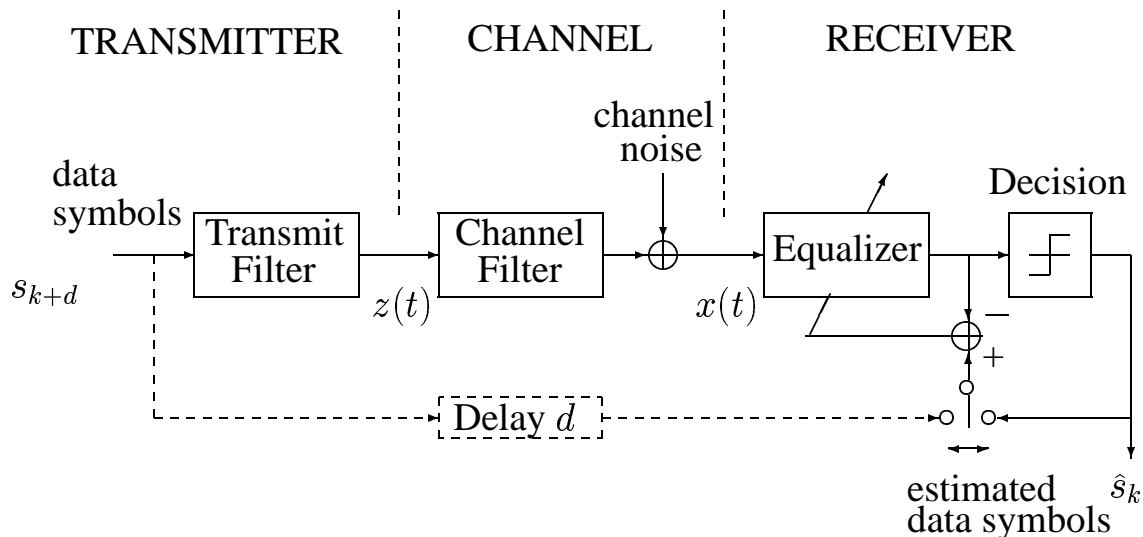 TRANSMITTER
CHANNEL
RECEIVER
channel
noise
data
symbols
Decision
Transmit
Filter
Channel
Filter
Equalizer
s_{k+d}
z(t)
x(t)
−
+
Delay d
estimated
data symbols
ŝ_k